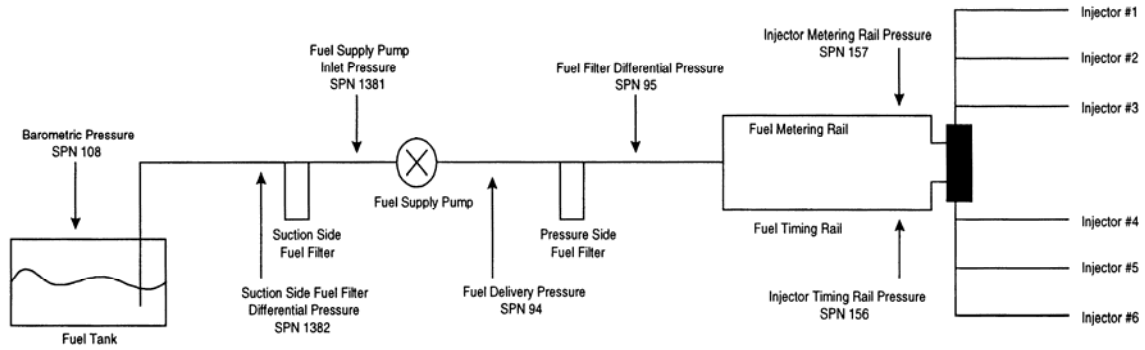 Barometric Pressure
SPN 108
Fuel Tank
Suction Side Fuel Filter
Differential Pressure
SPN 1382
Suction Side
Fuel Filter
Fuel Supply Pump
Inlet Pressure
SPN 1381
Fuel Supply Pump
Fuel Delivery Pressure
SPN 94
Pressure Side
Fuel Filter
Fuel Filter Differential Pressure
SPN 95
Injector Metering Rail Pressure
SPN 157
Fuel Metering Rail
Fuel Timing Rail
Injector Timing Rail Pressure
SPN 156
Injector #1
Injector #2
Injector #3
Injector #4
Injector #5
Injector #6